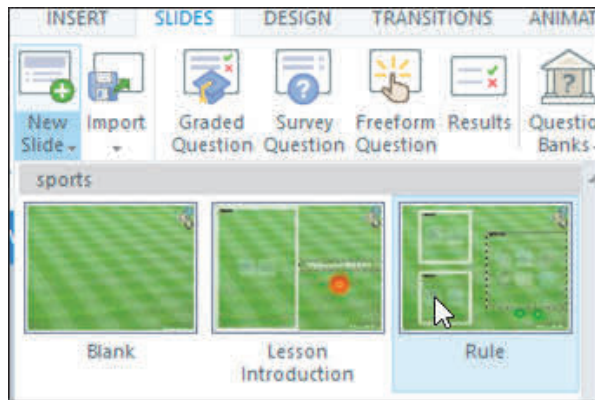 INSERT SLIDES DESIGN TRANSITIONS ANIMAT
New Import Graded Survey Freeform Results Questio
Slide Question Question Question Banks
sports
Blank Lesson Rule
Introduction